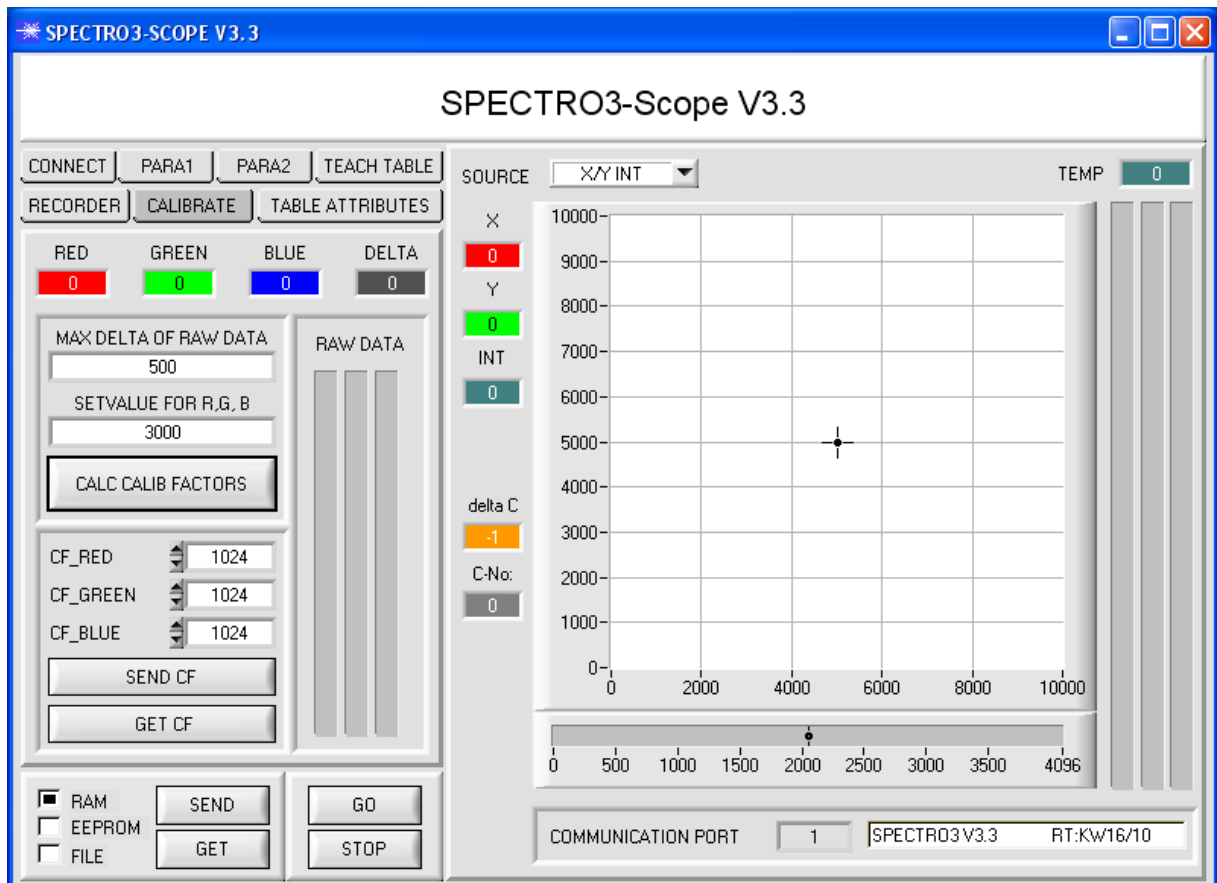 SPECTRO3-SCOPE V3.3
SPECTRO3-Scope V3.3
CONNECT PARA1 PARA2 TEACH TABLE
RECORDER CALIBRATE TABLE ATTRIBUTES
RED GREEN BLUE DELTA
0 0 0 0
MAX DELTA OF RAW DATA
500
SETVALUE FOR R,G, B
3000
CALC CALIB FACTORS
RAW DATA
CF_RED 1024
CF_GREEN 1024
CF_BLUE 1024
SEND CF
GET CF
RAM
EEPROM
FILE
SEND
GET
GO
STOP
SOURCE X/Y INT
TEMP 0
X
0
Y
0
INT
0
delta C
-1
C-No:
0
10000
9000
8000
7000
6000
5000
4000
3000
2000
1000
0
0 2000 4000 6000 8000 10000
0 500 1000 1500 2000 2500 3000 3500 4096
COMMUNICATION PORT 1 SPECTRO3 V3.3 RT:KW16/10